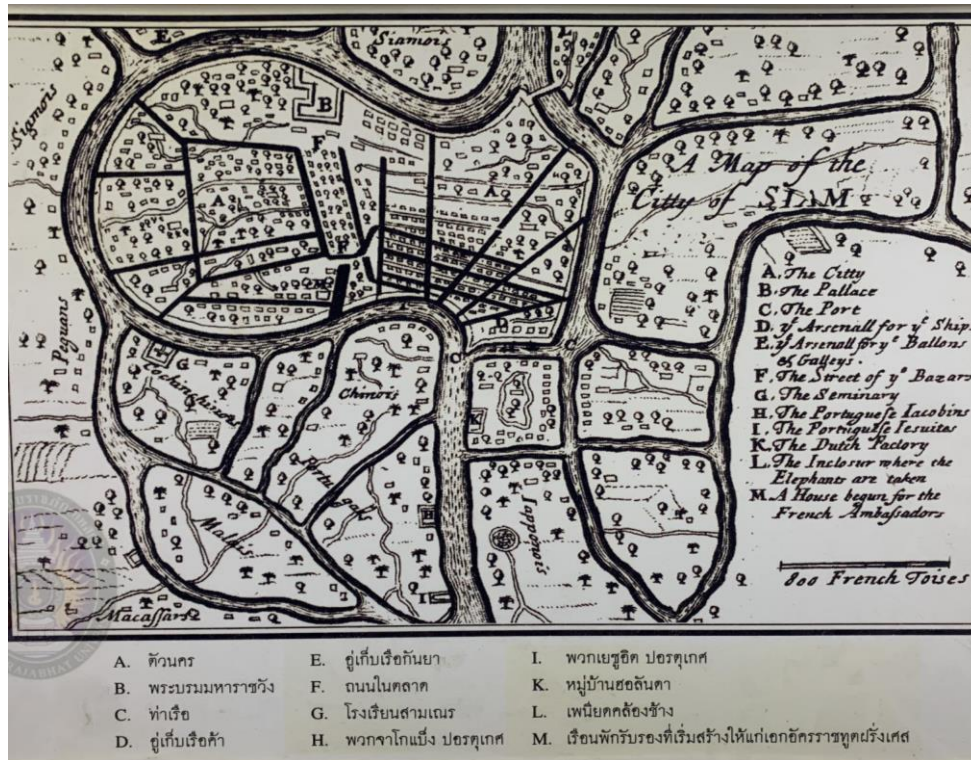 E
Siamois
Siamois
B
F
A
A
A Map of the
Citty of SIAM
Peguans
D
C
C
G
Cochinchinois
Chinois
K
Portugals
Malais
Japponois
H
I
Macassars
A. The Citty
B. The Pallace
C. The Port
D. yᵉ Arsenall for yᵉ Ship
E. yᵉ Arsenall for yᵉ Ballons
& Galleys.
F. The Street of yᵉ Bazars
G. The Seminary
H. The Portuguese Iacobins
I. The Portuguese Iesuites
K. The Dutch Factory
L. The Inclosur where the
Elephants are taken
M. A House begun for the
French Ambassadors
800 French Toises
A. ตัวนคร
B. พระบรมมหาราชวัง
C. ท่าเรือ
D. อู่เก็บเรือค้า
E. อู่เก็บเรือกันยา
F. ถนนในตลาด
G. โรงเรียนสามเณร
H. พวกจาโกแบ็ง ปอรตุเกศ
I. พวกเยซูอิต ปอรตุเกศ
K. หมู่บ้านฮอลันดา
L. เพนียดคล้องช้าง
M. เรือนพักรับรองที่เริ่มสร้างให้แก่เอกอัครราชทูตฝรั่งเศส